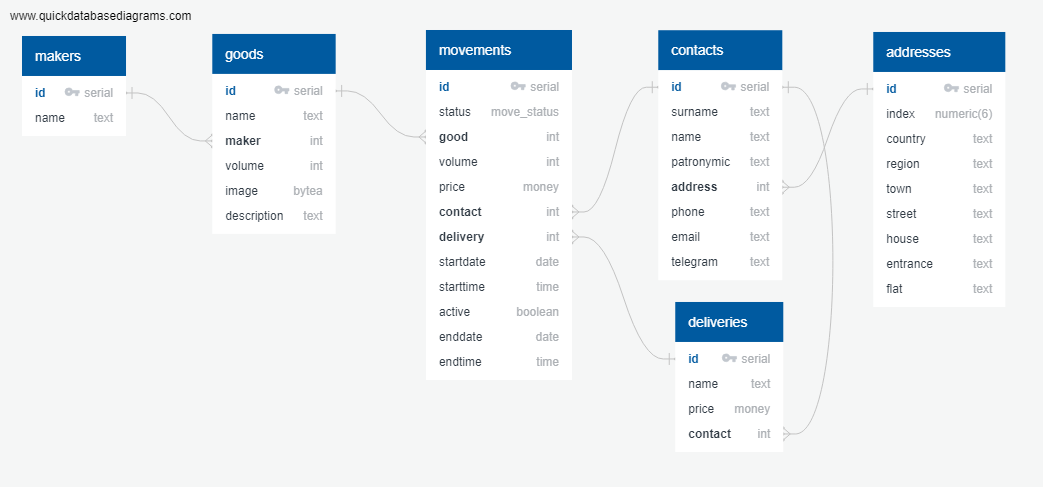 www.quickdatabasediagrams.com
makers
id serial
name text
goods
id serial
name text
maker int
volume int
image bytea
description text
movements
id serial
status move_status
good int
volume int
price money
contact int
delivery int
startdate date
starttime time
active boolean
enddate date
endtime time
contacts
id serial
surname text
name text
patronymic text
address int
phone text
email text
telegram text
deliveries
id serial
name text
price money
contact int
addresses
id serial
index numeric(6)
country text
region text
town text
street text
house text
entrance text
flat text